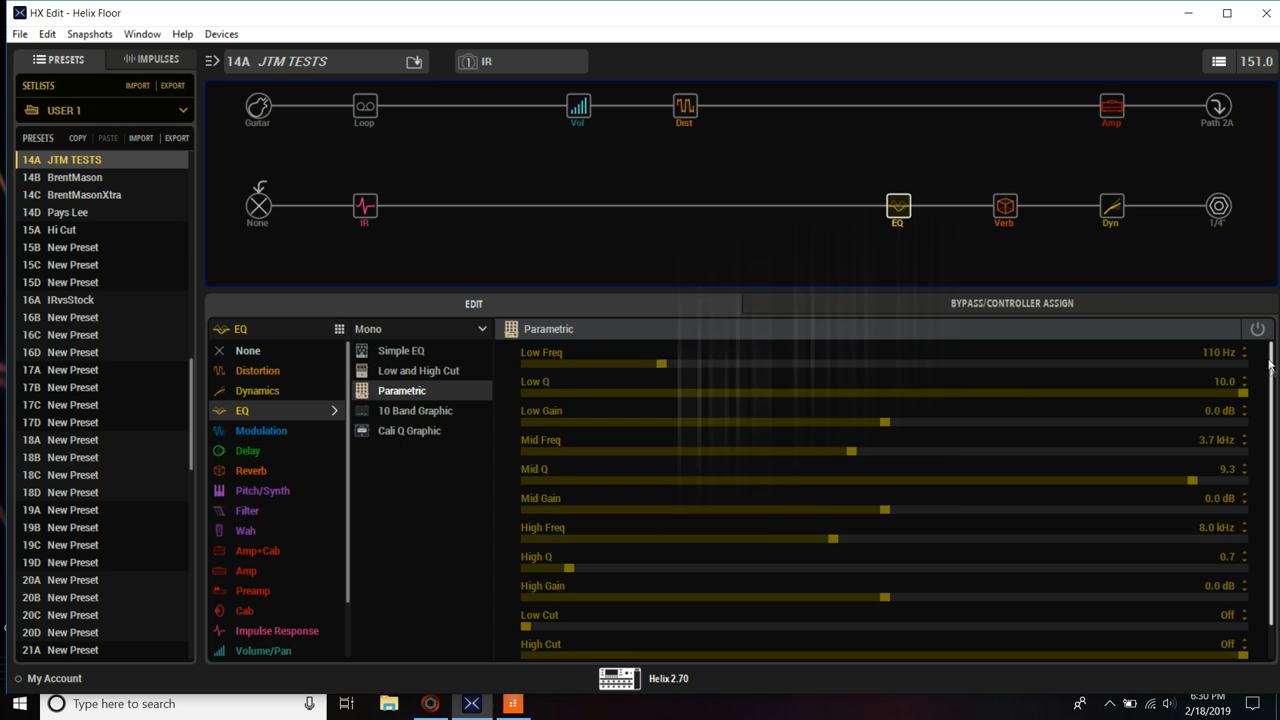 HX Edit - Helix Floor
File Edit Snapshots Window Help Devices
PRESETS IMPULSES
14A JTM TESTS
1 IR
151.0
SETLISTS IMPORT EXPORT
USER 1
PRESETS COPY PASTE IMPORT EXPORT
14A JTM TESTS
14B BrentMason
14C BrentMasonXtra
14D Pays Lee
15A Hi Cut
15B New Preset
15C New Preset
15D New Preset
16A IRvsStock
16B New Preset
16C New Preset
16D New Preset
17A New Preset
17B New Preset
17C New Preset
17D New Preset
18A New Preset
18B New Preset
18C New Preset
18D New Preset
19A New Preset
19B New Preset
19C New Preset
19D New Preset
20A New Preset
20B New Preset
20C New Preset
20D New Preset
21A New Preset
Guitar Loop Vol Dist Amp Path 2A
None IR EQ Verb Dyn 1/4"
EDIT
BYPASS/CONTROLLER ASSIGN
EQ
None
Distortion
Dynamics
EQ
Modulation
Delay
Reverb
Pitch/Synth
Filter
Wah
Amp+Cab
Amp
Preamp
Cab
Impulse Response
Volume/Pan
Mono
Simple EQ
Low and High Cut
Parametric
10 Band Graphic
Cali Q Graphic
Parametric
Low Freq 110 Hz
Low Q 10.0
Low Gain 0.0 dB
Mid Freq 3.7 kHz
Mid Q 9.3
Mid Gain 0.0 dB
High Freq 8.0 kHz
High Q 0.7
High Gain 0.0 dB
Low Cut Off
High Cut Off
My Account
Helix 2.70
Type here to search
6:30 PM
2/18/2019